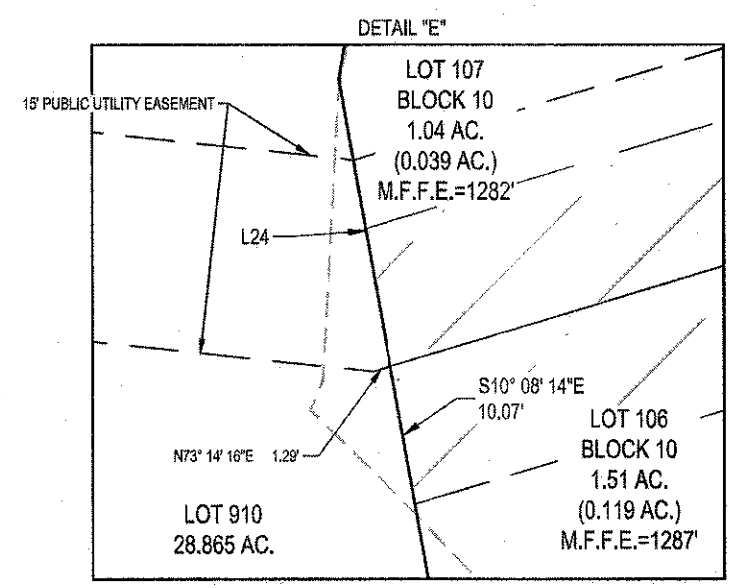 DETAIL "E"
15' PUBLIC UTILITY EASEMENT
LOT 107
BLOCK 10
1.04 AC.
(0.039 AC.)
M.F.F.E.=1282'
L24
S10° 08' 14"E
10.07'
N73° 14' 16"E 1.29'
LOT 106
BLOCK 10
1.51 AC.
(0.119 AC.)
M.F.F.E.=1287'
LOT 910
28.865 AC.